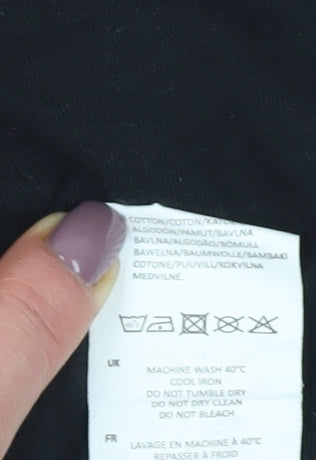 COTTON/COTON/KATOEN
ALGODÓN/PAMUT/BAVLNA
BAVLNA/ALGODÃO/BOMULL
BAWEŁNA/BAUMWOLLE/BAMBAKI
COTONE/PUUVILL/KOKVILNA
MEDVILNĖ
UK
MACHINE WASH 40°C
COOL IRON
DO NOT TUMBLE DRY
DO NOT DRY CLEAN
DO NOT BLEACH
FR
LAVAGE EN MACHINE À 40°C
REPASSER À FROID